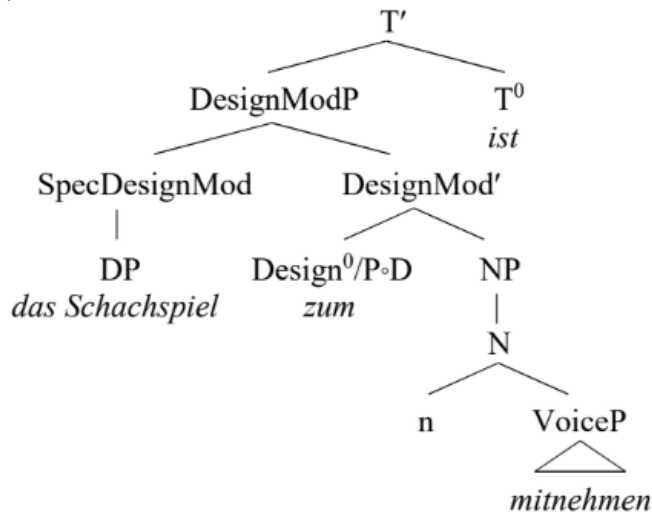 T′
DesignModP T⁰
ist
SpecDesignMod DesignMod′
DP Design⁰/P∘D NP
das Schachspiel zum
N
n VoiceP
mitnehmen